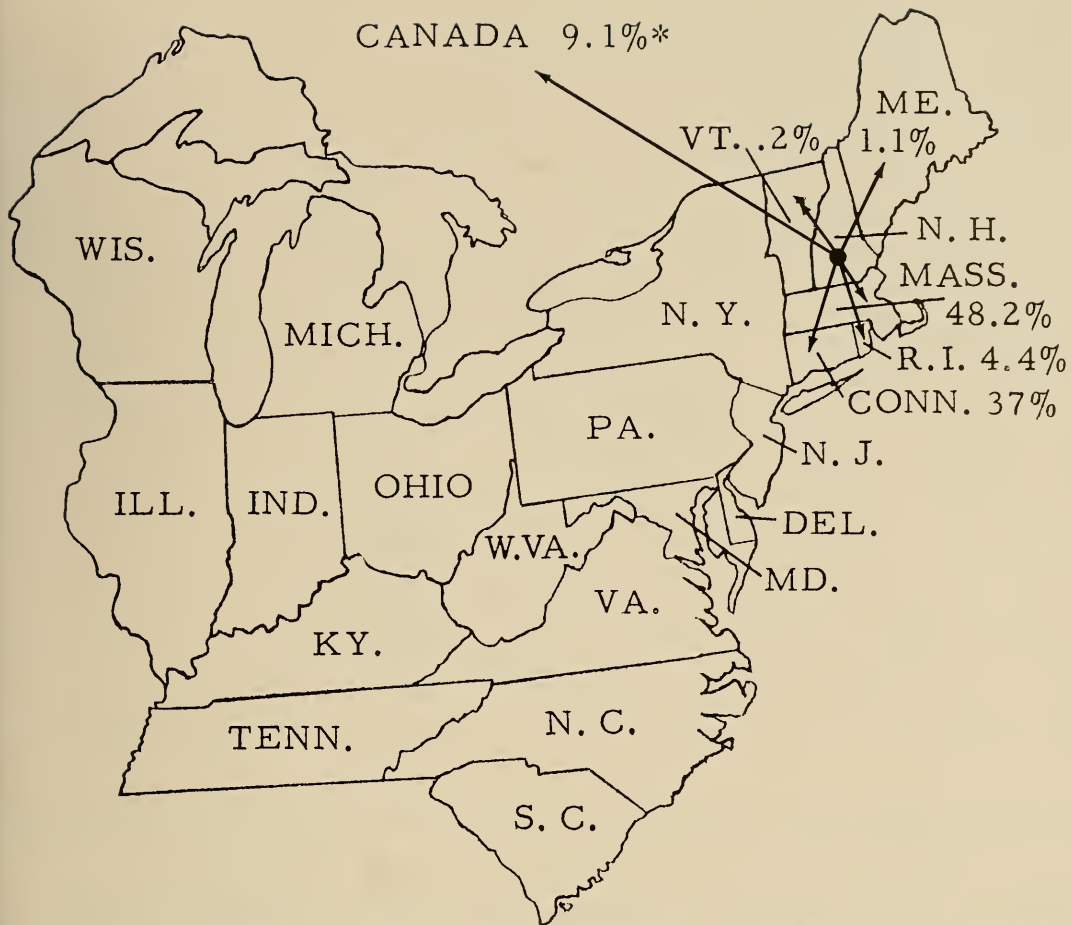 CANADA 9.1%*
ME.
1.1%
VT. .2%
N. H.
MASS.
48.2%
R.I. 4.4%
CONN. 37%
WIS.
MICH.
N. Y.
PA.
N. J.
ILL.
IND.
OHIO
DEL.
W.VA.
MD.
VA.
KY.
TENN.
N. C.
S. C.